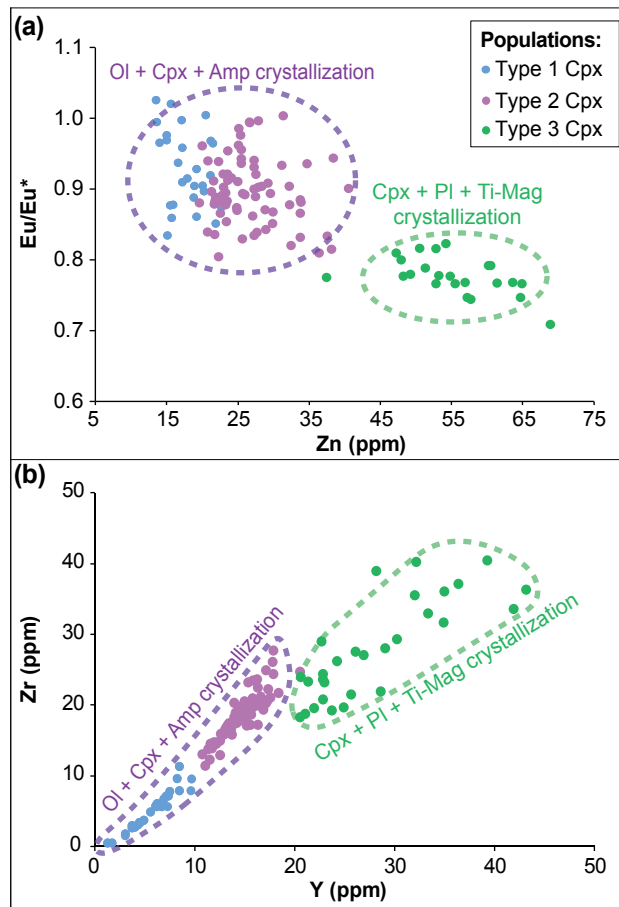 (a)
1.1
1.0
0.9
0.8
0.7
0.6
Eu/Eu*
Ol + Cpx + Amp crystallization
Populations:
Type 1 Cpx
Type 2 Cpx
Type 3 Cpx
Cpx + Pl + Ti-Mag
crystallization
5 15 25 35 45 55 65 75
Zn (ppm)
(b)
50
40
30
20
10
0
Zr (ppm)
Ol + Cpx + Amp crystallization
Cpx + Pl + Ti-Mag crystallization
0 10 20 30 40 50
Y (ppm)